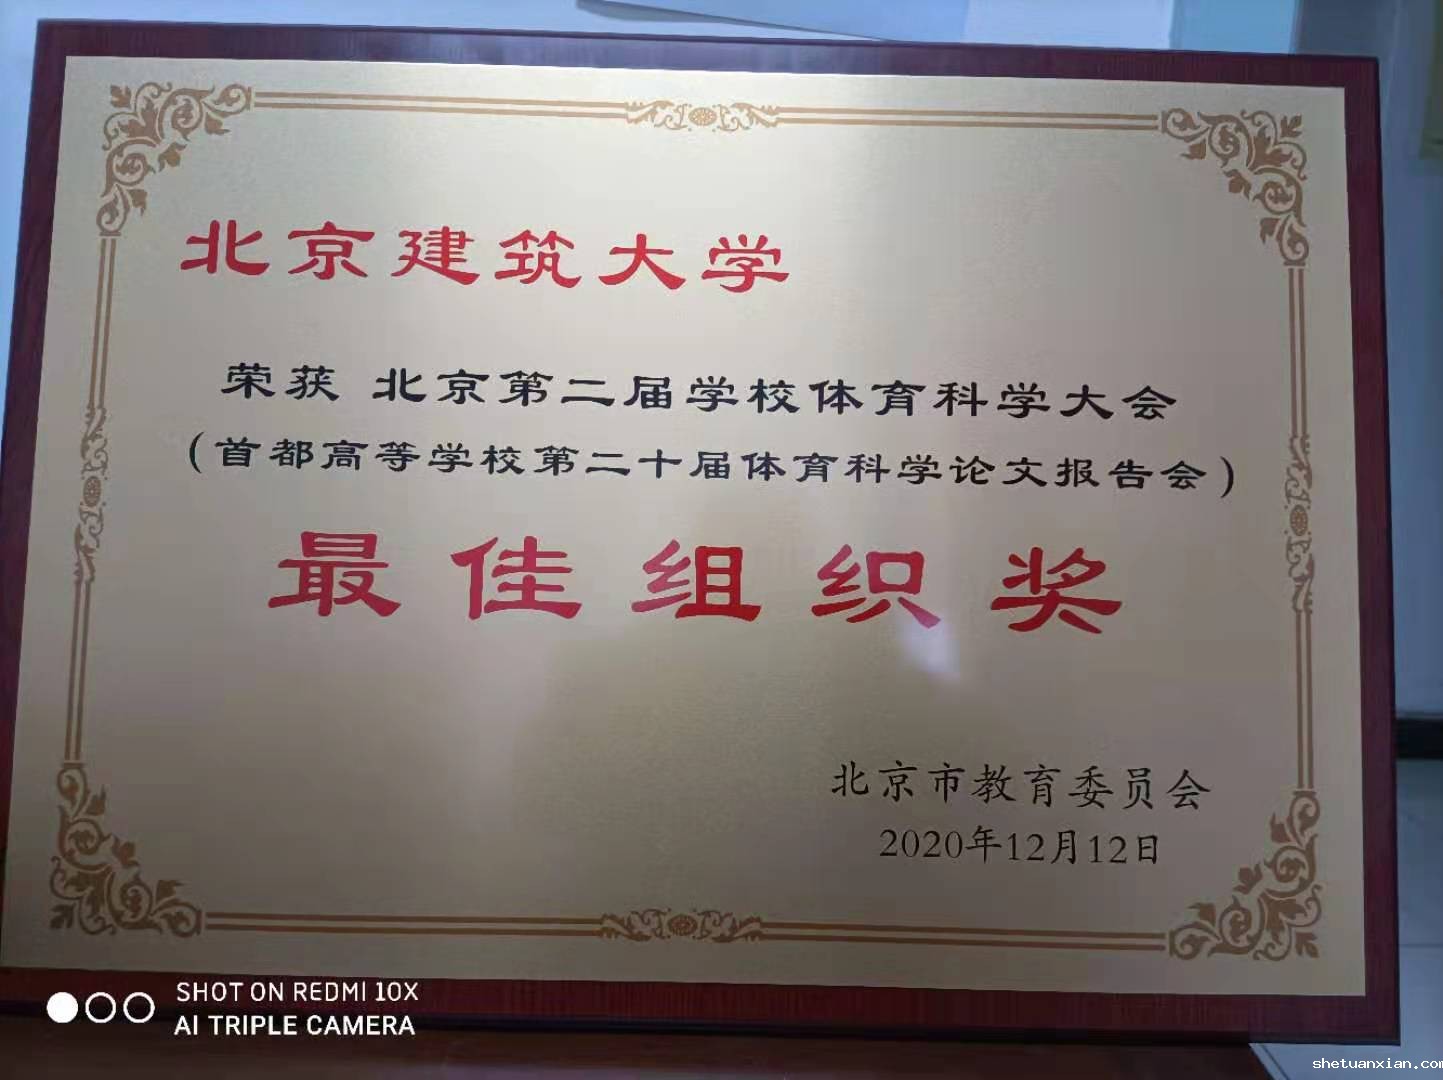 北京建筑大学
荣获 北京第二届学校体育科学大会
(首都高等学校第二十届体育科学论文报告会)
最佳组织奖
北京市教育委员会
2020年12月12日
SHOT ON REDMI 10X
AI TRIPLE CAMERA
shetuanxian.com